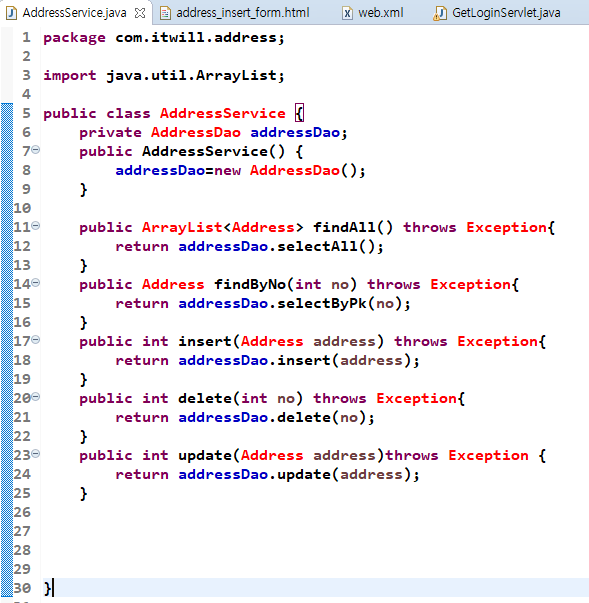 AddressService.java address_insert_form.html web.xml GetLoginServlet.java
1 package com.itwill.address;
2
3 import java.util.ArrayList;
4
5 public class AddressService {
6     private AddressDao addressDao;
7     public AddressService() {
8         addressDao=new AddressDao();
9     }
10
11     public ArrayList<Address> findAll() throws Exception{
12         return addressDao.selectAll();
13     }
14     public Address findByNo(int no) throws Exception{
15         return addressDao.selectByPk(no);
16     }
17     public int insert(Address address) throws Exception{
18         return addressDao.insert(address);
19     }
20     public int delete(int no) throws Exception{
21         return addressDao.delete(no);
22     }
23     public int update(Address address)throws Exception {
24         return addressDao.update(address);
25     }
26
27
28
29
30 }